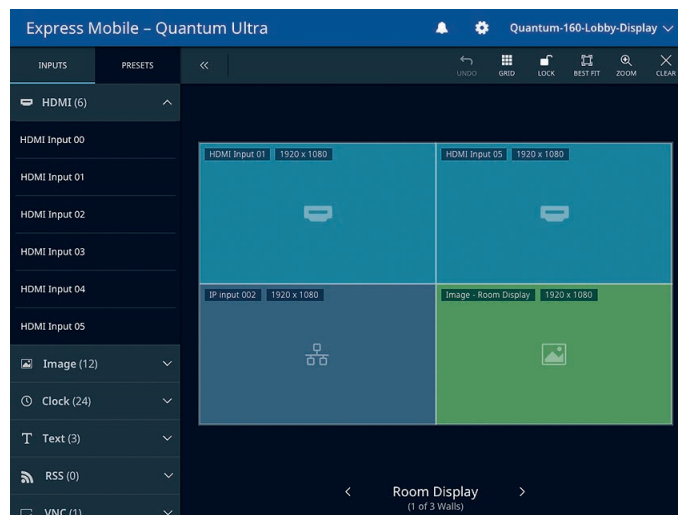 Express Mobile – Quantum Ultra
Quantum-160-Lobby-Display
INPUTS PRESETS
UNDO GRID LOCK BEST FIT ZOOM CLEAR
HDMI (6)
HDMI Input 00
HDMI Input 01
HDMI Input 02
HDMI Input 03
HDMI Input 04
HDMI Input 05
Image (12)
Clock (24)
T Text (3)
RSS (0)
VNC (1)
HDMI Input 01 1920 x 1080
HDMI Input 05 1920 x 1080
IP input 002 1920 x 1080
Image - Room Display 1920 x 1080
Room Display
(1 of 3 Walls)